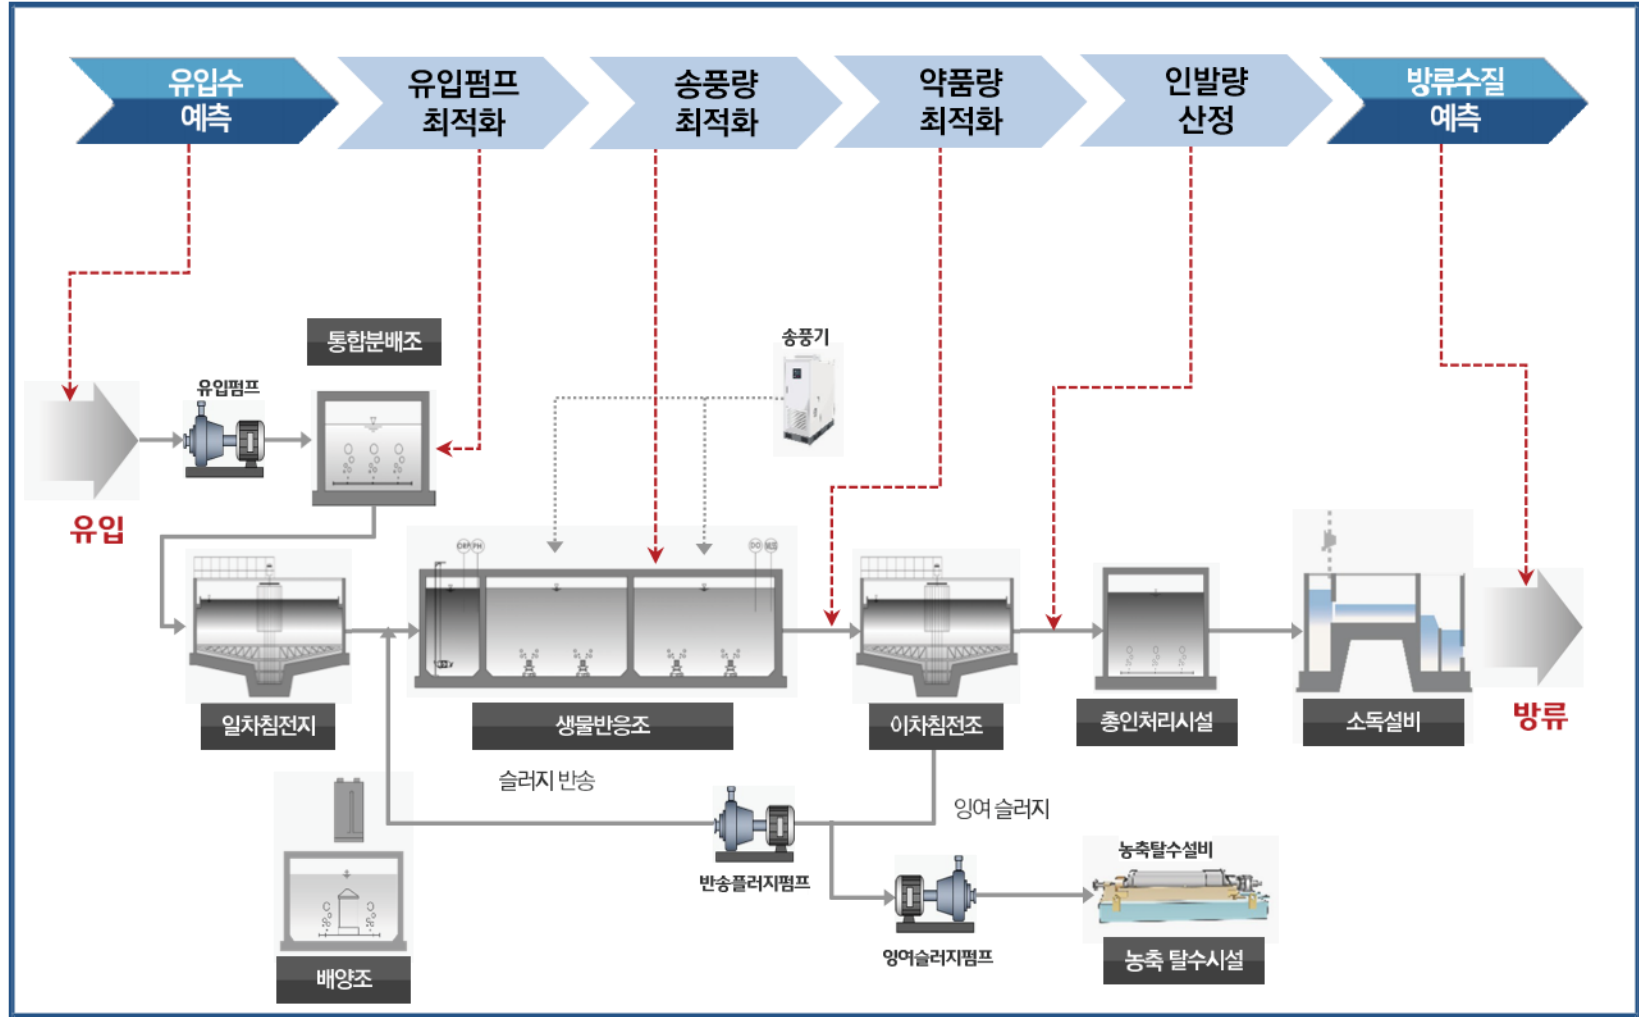 유입수
예측
유입펌프
최적화
송풍량
최적화
약품량
최적화
인발량
산정
방류수질
예측
통합분배조
송풍기
유입펌프
유입
ORP PH
DO
일차침전지
생물반응조
이차침전조
총인처리시설
소독설비
방류
슬러지 반송
잉여 슬러지
반송플러지펌프
농축탈수설비
잉여슬러지펌프
농축 탈수시설
배양조